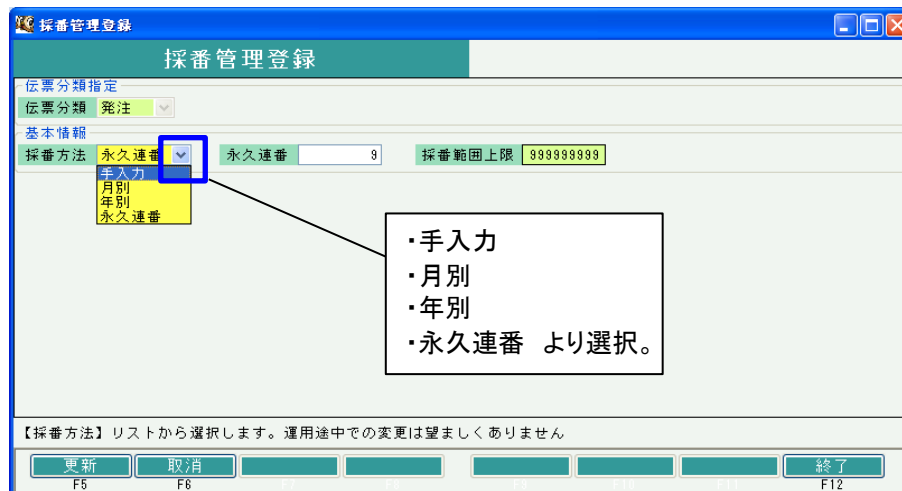 採番管理登録
採番管理登録
伝票分類指定
伝票分類 発注
基本情報
採番方法 永久連番 永久連番 9 採番範囲上限 999999999
手入力
月別
年別
永久連番
・手入力
・月別
・年別
・永久連番 より選択。
【採番方法】リストから選択します。運用途中での変更は望ましくありません
更新 取消 終了
F5 F6 F7 F8 F9 F10 F11 F12